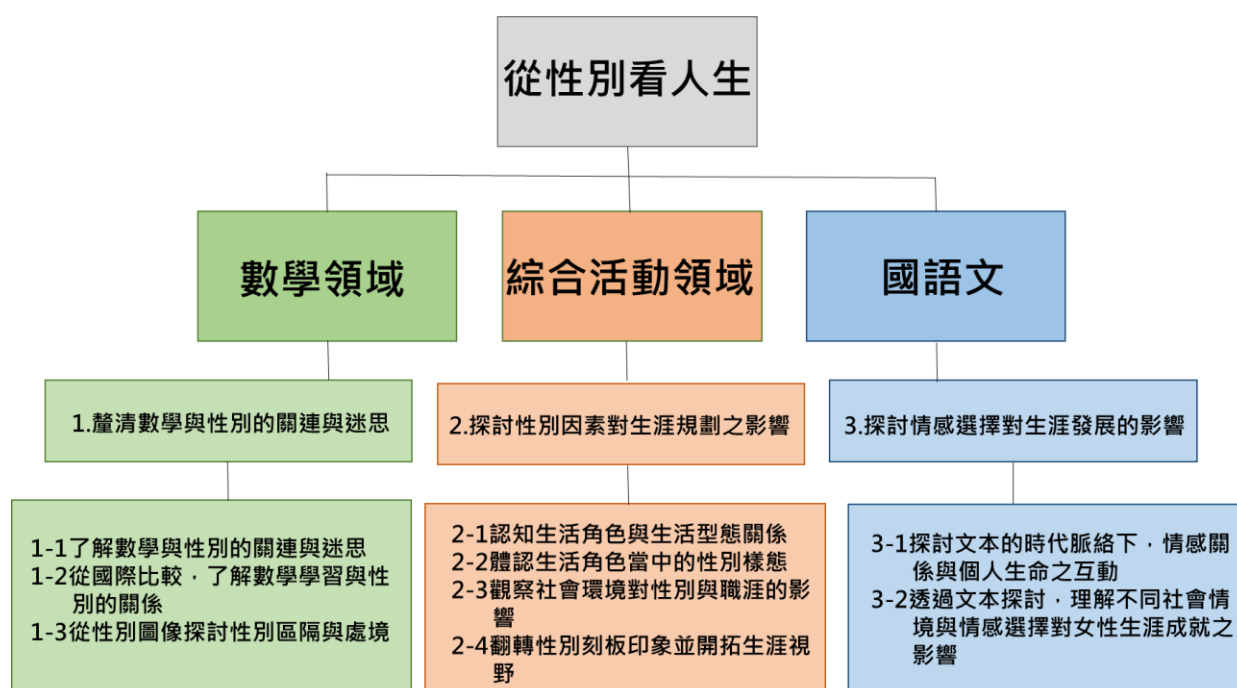 從性別看人生
數學領域
綜合活動領域
國語文
1.釐清數學與性別的關連與迷思
2.探討性別因素對生涯規劃之影響
3.探討情感選擇對生涯發展的影響
1-1了解數學與性別的關連與迷思
1-2從國際比較，了解數學學習與性
別的關係
1-3從性別圖像探討性別區隔與處境
2-1認知生活角色與生活型態關係
2-2體認生活角色當中的性別樣態
2-3觀察社會環境對性別與職涯的影
響
2-4翻轉性別刻板印象並開拓生涯視
野
3-1探討文本的時代脈絡下，情感關
係與個人生命之互動
3-2透過文本探討，理解不同社會情
境與情感選擇對女性生涯成就之
影響